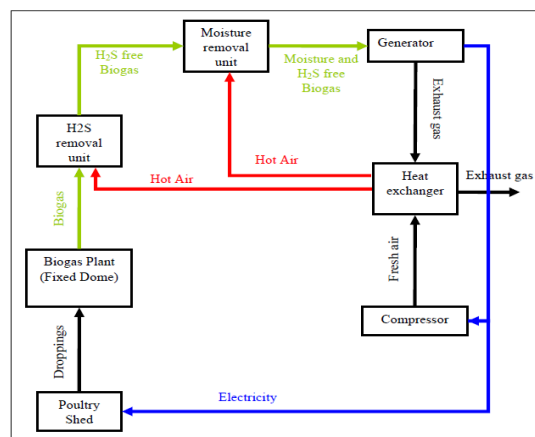 Moisture
removal
unit
Generator
H₂S free
Biogas
Moisture and
H₂S free
Biogas
Exhaust gas
H2S
removal
unit
Hot Air
Hot Air
Heat
exchanger
Exhaust gas
Biogas
Fresh air
Biogas Plant
(Fixed Dome)
Compressor
Droppings
Electricity
Poultry
Shed